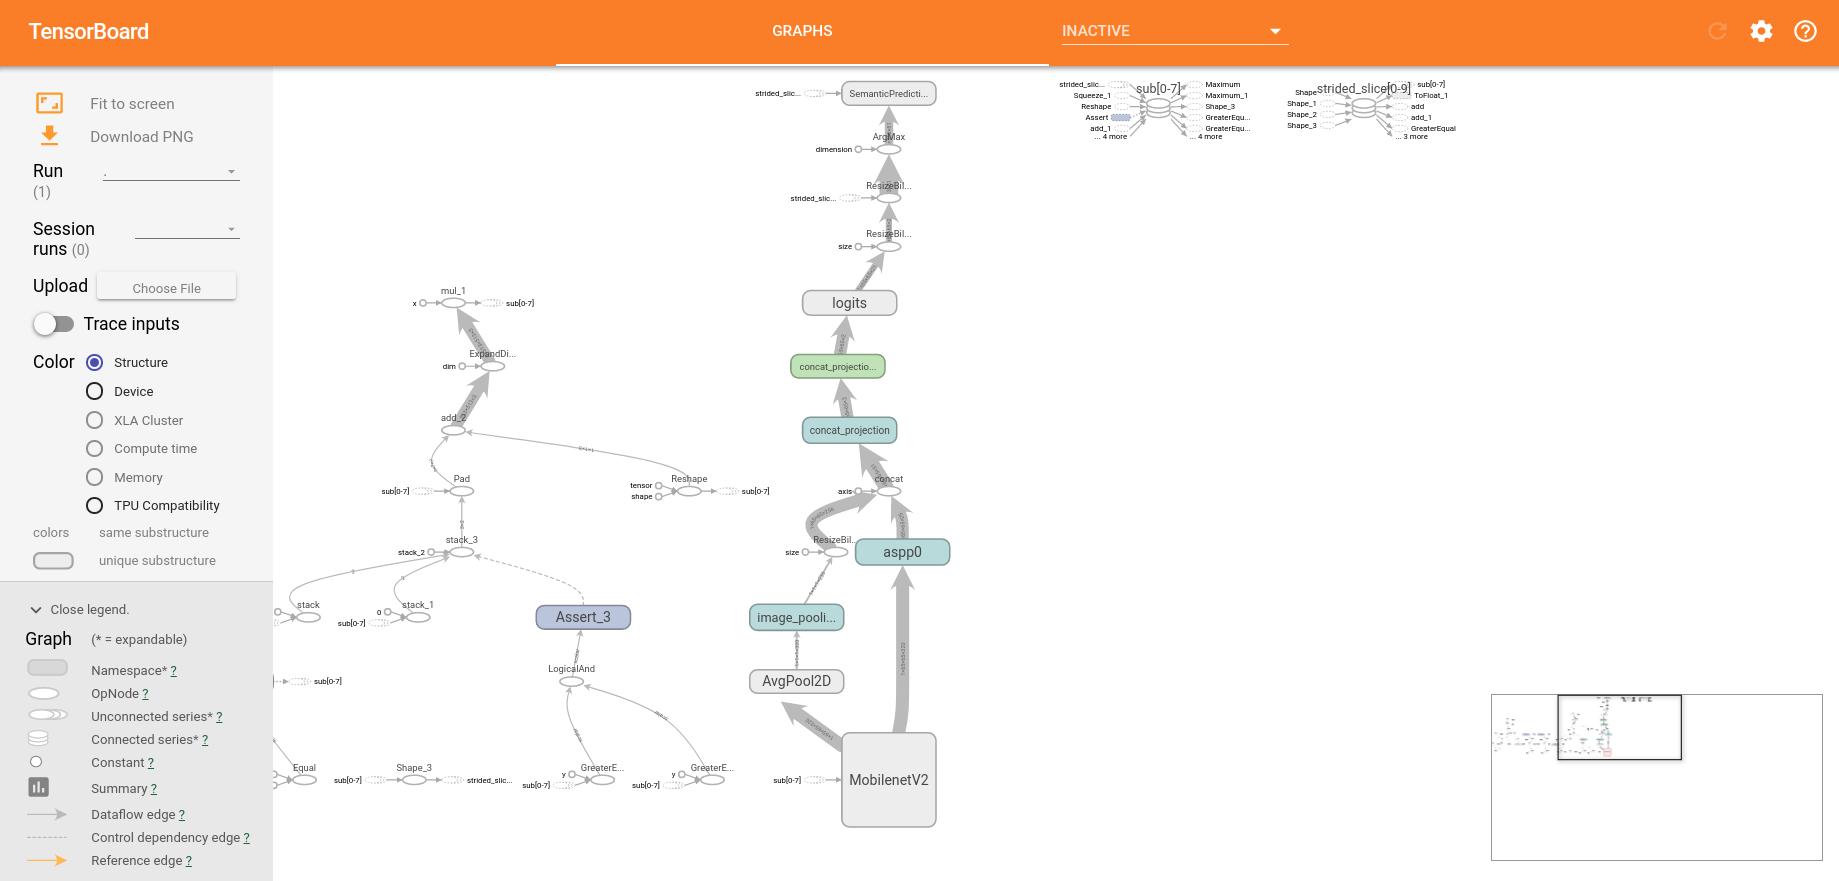 TensorBoard
GRAPHS
INACTIVE
Fit to screen
Download PNG
Run
(1)
.
Session
runs (0)
Upload
Choose File
Trace inputs
Color
Structure
Device
XLA Cluster
Compute time
Memory
TPU Compatibility
colors
same substructure
unique substructure
Close legend.
Graph
(* = expandable)
Namespace* ?
OpNode ?
Unconnected series* ?
Connected series* ?
Constant ?
Summary ?
Dataflow edge ?
Control dependency edge ?
Reference edge ?
strided_slic...
SemanticPredicti...
ArgMax
dimension
ResizeBil...
strided_slic...
ResizeBil...
size
logits
concat_projectio...
concat_projection
concat
axis
ResizeBil...
size
aspp0
image_pooli...
AvgPool2D
sub[0-7]
MobilenetV2
mul_1
x
sub[0-7]
ExpandDi...
dim
add_2
Pad
sub[0-7]
Reshape
tensor
shape
sub[0-7]
stack_3
stack_2
stack
stack_1
0
sub[0-7]
Assert_3
LogicalAnd
sub[0-7]
Equal
Shape_3
sub[0-7]
strided_slic...
GreaterE...
y
sub[0-7]
GreaterE...
y
sub[0-7]
sub[0-7]
strided_slic...
Squeeze_1
Reshape
Assert
add_1
... 4 more
Maximum
Maximum_1
Shape_3
GreaterEqu...
GreaterEqu...
... 4 more
strided_slice[0-9]
Shape
Shape_1
Shape_2
Shape_3
sub[0-7]
ToFloat_1
add
add_1
GreaterEqual
... 3 more